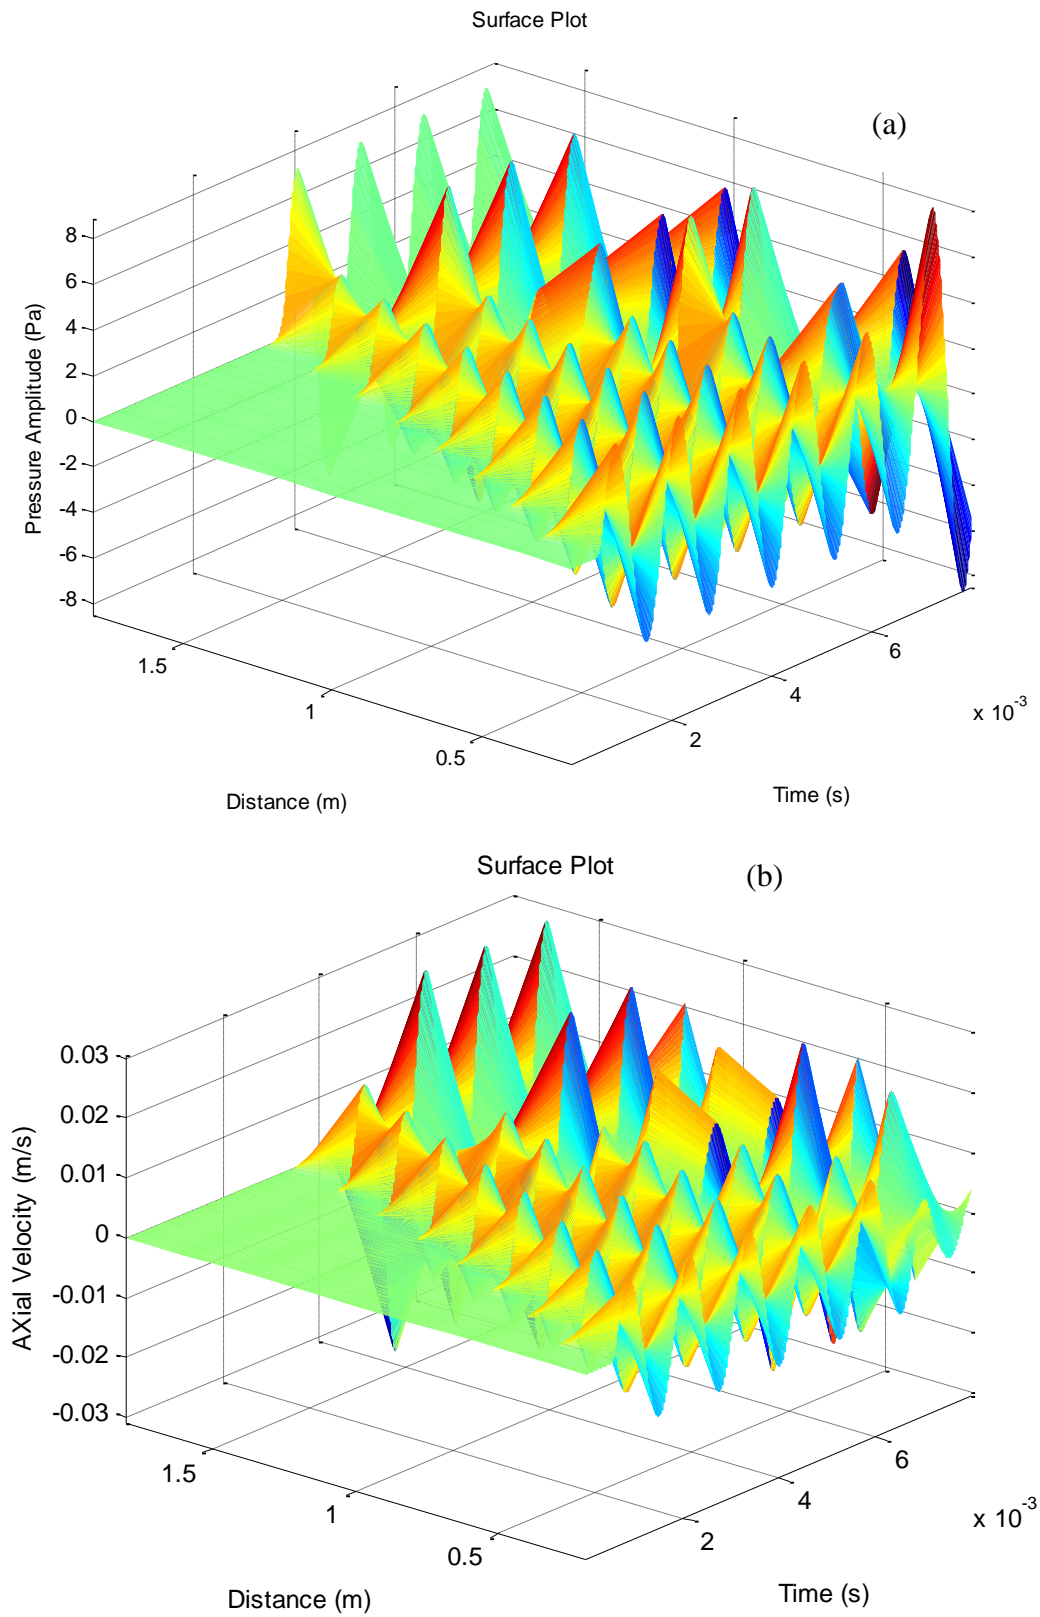 Surface Plot
(a)
8
6
4
2
0
-2
-4
-6
-8
Pressure Amplitude (Pa)
1.5
1
0.5
Distance (m)
2
4
6
x 10-3
Time (s)
Surface Plot
(b)
0.03
0.02
0.01
0
-0.01
-0.02
-0.03
AXial Velocity (m/s)
1.5
1
0.5
Distance (m)
2
4
6
x 10-3
Time (s)